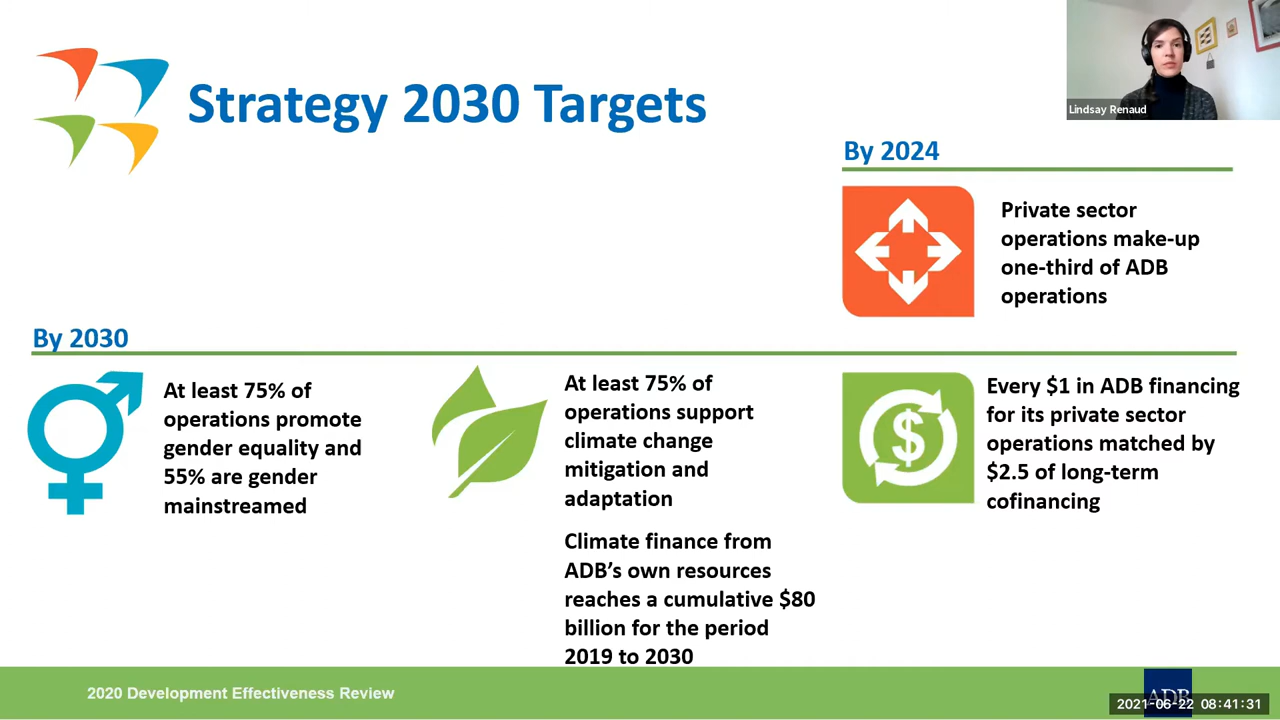 Strategy 2030 Targets
Lindsay Renaud
By 2024
Private sector
operations make-up
one-third of ADB
operations
By 2030
At least 75% of
operations promote
gender equality and
55% are gender
mainstreamed
At least 75% of
operations support
climate change
mitigation and
adaptation
Climate finance from
ADB’s own resources
reaches a cumulative $80
billion for the period
2019 to 2030
$
Every $1 in ADB financing
for its private sector
operations matched by
$2.5 of long-term
cofinancing
2020 Development Effectiveness Review
ADB
2021-06-22 08:41:31